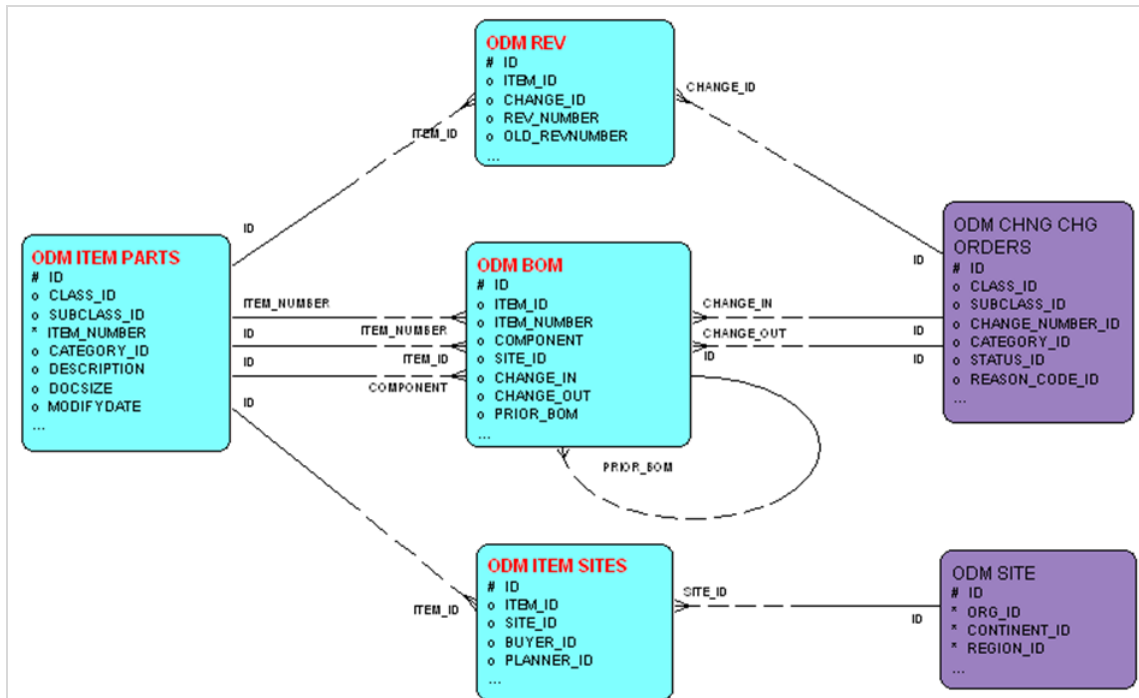 ODM REV
# ID
o ITEM_ID
o CHANGE_ID
o REV_NUMBER
o OLD_REVNUMBER
...
CHANGE_ID
ITEM_ID
ID
ID
ODM ITEM PARTS
# ID
o CLASS_ID
o SUBCLASS_ID
* ITEM_NUMBER
o CATEGORY_ID
o DESCRIPTION
o DOCSIZE
o MODIFYDATE
...
ITEM_NUMBER
ID
ITEM_NUMBER
ID
ITEM_ID
COMPONENT
ID
ODM BOM
# ID
o ITEM_ID
o ITEM_NUMBER
o COMPONENT
o SITE_ID
o CHANGE_IN
o CHANGE_OUT
o PRIOR_BOM
...
CHANGE_IN
CHANGE_OUT
ID
ID
ID
PRIOR_BOM
ODM CHNG CHG
ORDERS
# ID
o CLASS_ID
o SUBCLASS_ID
o CHANGE_NUMBER_ID
o CATEGORY_ID
o STATUS_ID
o REASON_CODE_ID
...
ITEM_ID
ODM ITEM SITES
# ID
o ITEM_ID
o SITE_ID
o BUYER_ID
o PLANNER_ID
...
SITE_ID
ID
ODM SITE
# ID
* ORG_ID
* CONTINENT_ID
* REGION_ID
...